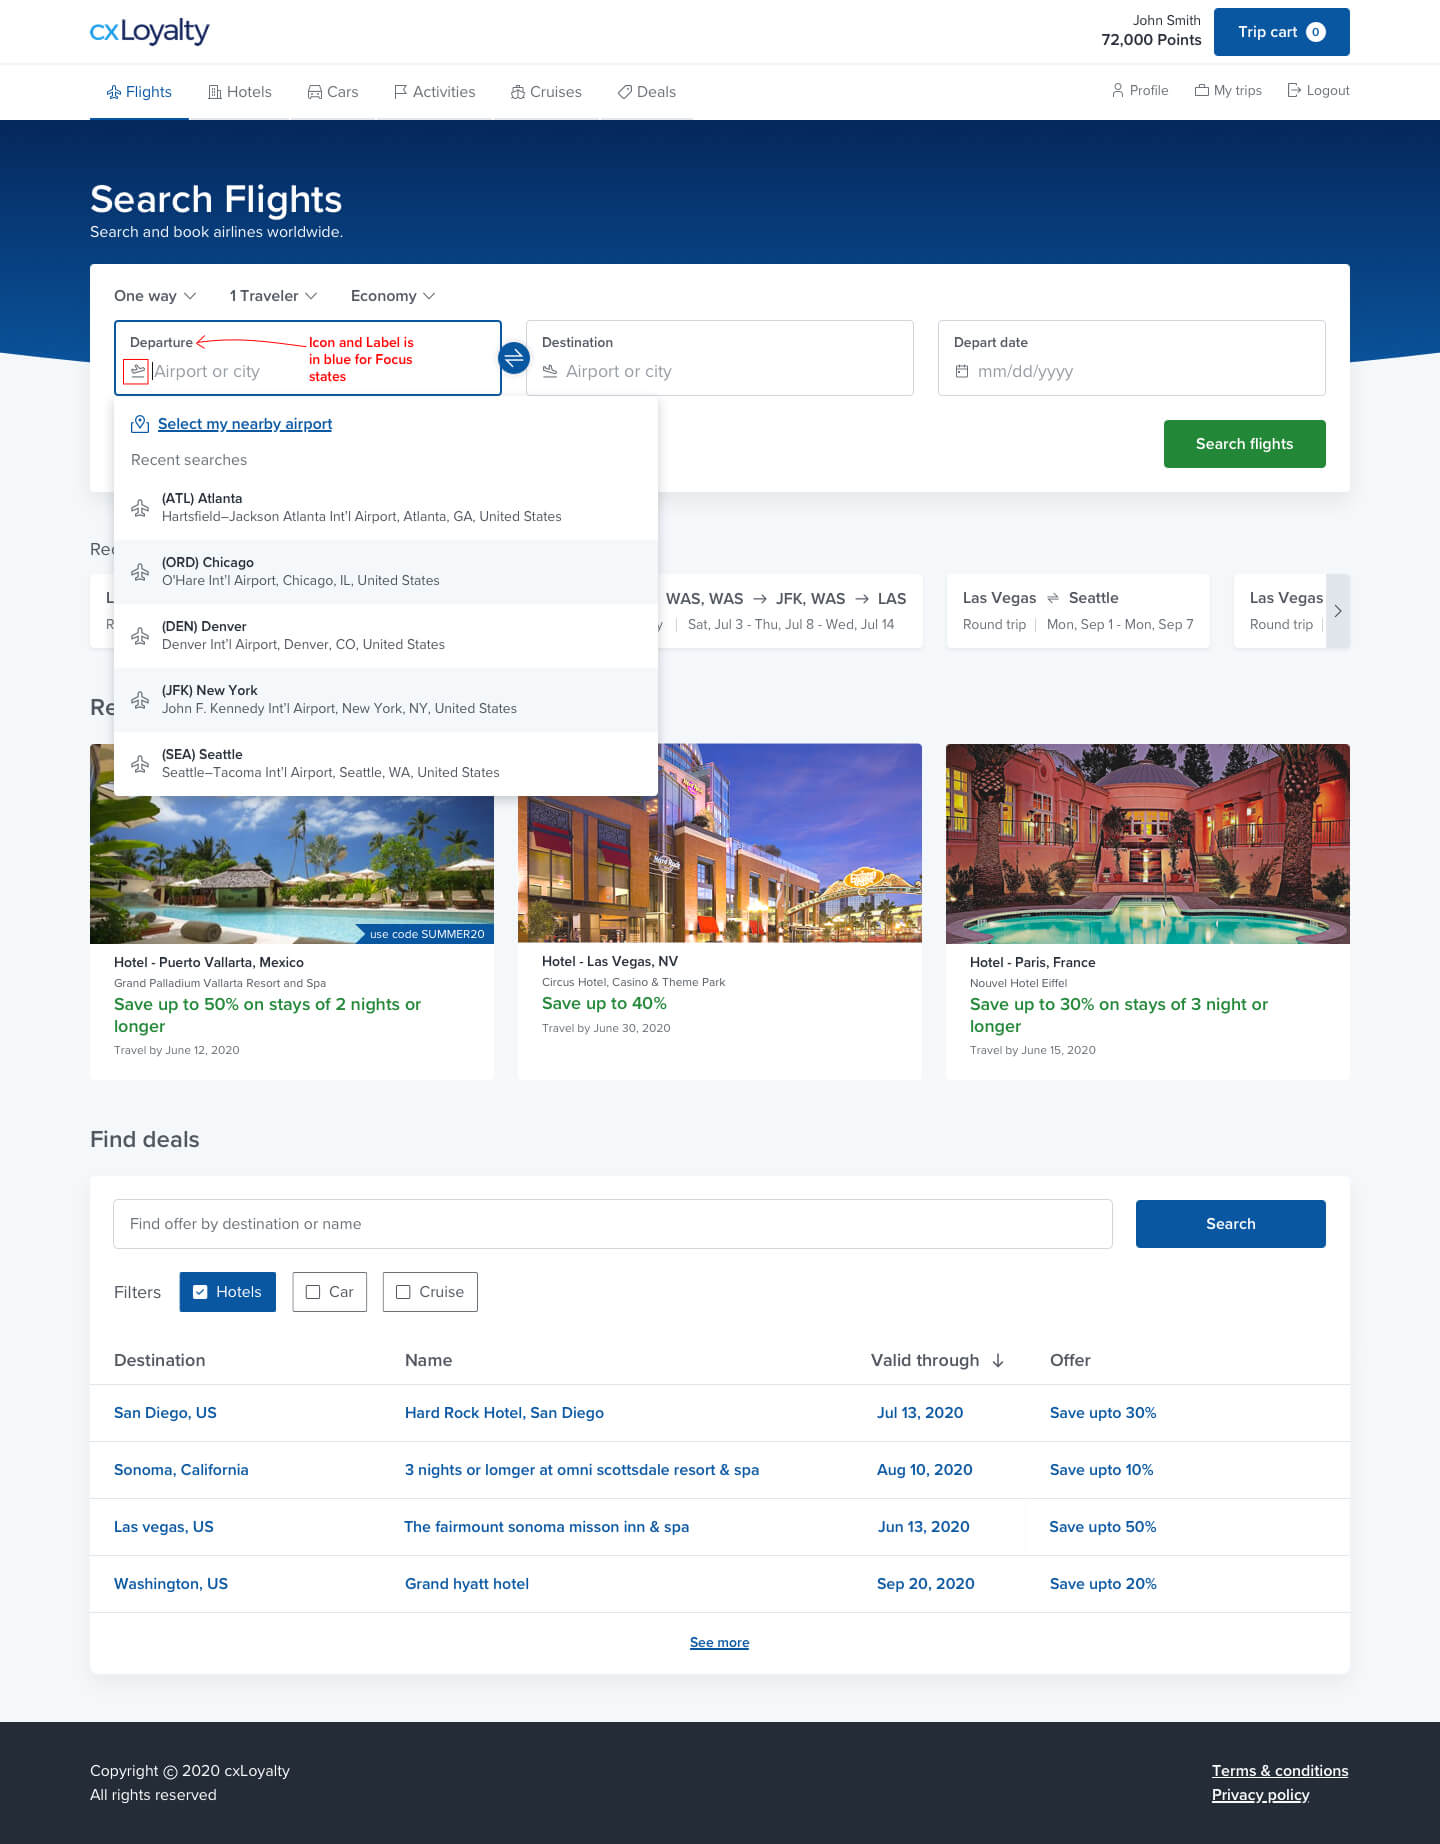 cxLoyalty
John Smith
72,000 Points
Trip cart 0
Flights
Hotels
Cars
Activities
Cruises
Deals
Profile
My trips
Logout
Search Flights
Search and book airlines worldwide.
One way
1 Traveler
Economy
Departure
Airport or city
Icon and Label is
in blue for Focus
states
Destination
Airport or city
Depart date
mm/dd/yyyy
Search flights
Select my nearby airport
Recent searches
(ATL) Atlanta
Hartsfield–Jackson Atlanta Int'l Airport, Atlanta, GA, United States
(ORD) Chicago
O'Hare Int'l Airport, Chicago, IL, United States
(DEN) Denver
Denver Int'l Airport, Denver, CO, United States
(JFK) New York
John F. Kennedy Int'l Airport, New York, NY, United States
(SEA) Seattle
Seattle–Tacoma Int'l Airport, Seattle, WA, United States
WAS, WAS → JFK, WAS → LAS
Sat, Jul 3 - Thu, Jul 8 - Wed, Jul 14
Las Vegas ⇌ Seattle
Round trip | Mon, Sep 1 - Mon, Sep 7
Las Vegas
Round trip
Re
Hard Rock
use code SUMMER20
Hotel - Puerto Vallarta, Mexico
Grand Palladium Vallarta Resort and Spa
Save up to 50% on stays of 2 nights or
longer
Travel by June 12, 2020
Hotel - Las Vegas, NV
Circus Hotel, Casino & Theme Park
Save up to 40%
Travel by June 30, 2020
Hotel - Paris, France
Nouvel Hotel Eiffel
Save up to 30% on stays of 3 night or
longer
Travel by June 15, 2020
Find deals
Find offer by destination or name
Search
Filters
Hotels
Car
Cruise
Destination Name Valid through ↓ Offer
San Diego, US Hard Rock Hotel, San Diego Jul 13, 2020 Save upto 30%
Sonoma, California 3 nights or lomger at omni scottsdale resort & spa Aug 10, 2020 Save upto 10%
Las vegas, US The fairmount sonoma misson inn & spa Jun 13, 2020 Save upto 50%
Washington, US Grand hyatt hotel Sep 20, 2020 Save upto 20%
See more
Copyright © 2020 cxLoyalty
All rights reserved
Terms & conditions
Privacy policy